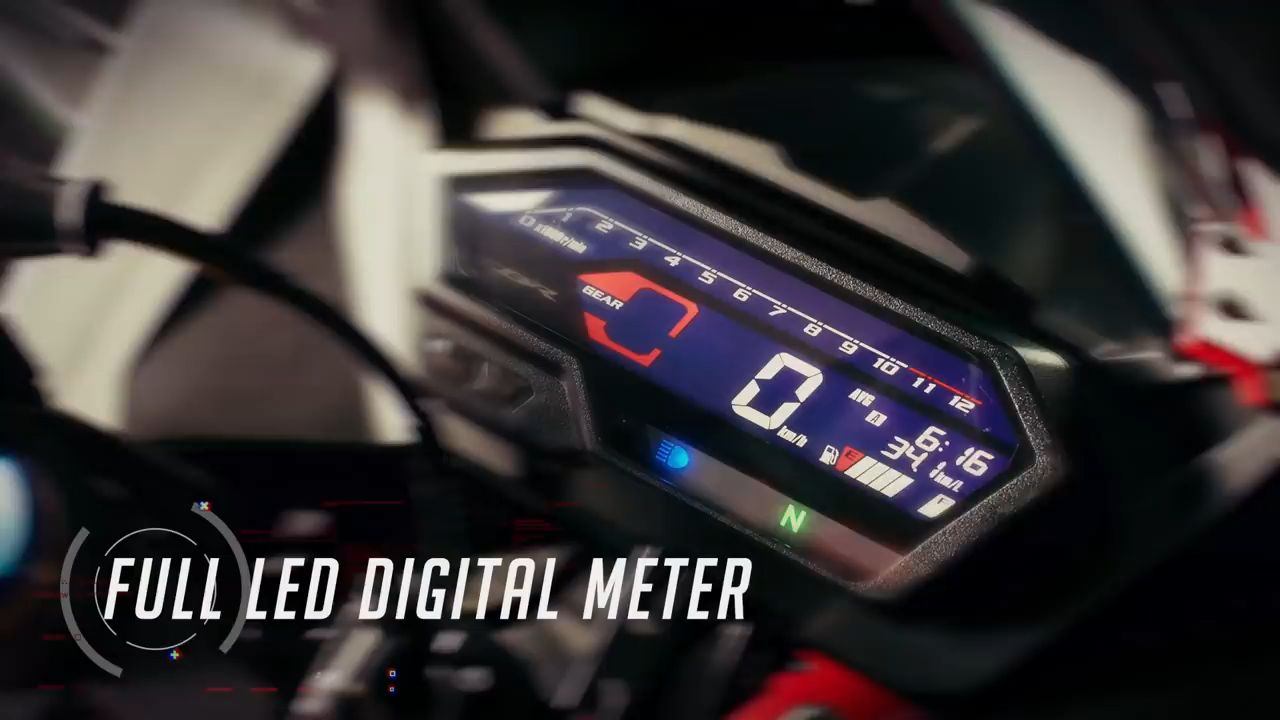 0 1 2 3 4 5 6 7 8 9 10 11 12
x1000r/min
GEAR
0
km/h
AVG
A
6:16
34.1km/L
E
F
N
FULL LED DIGITAL METER